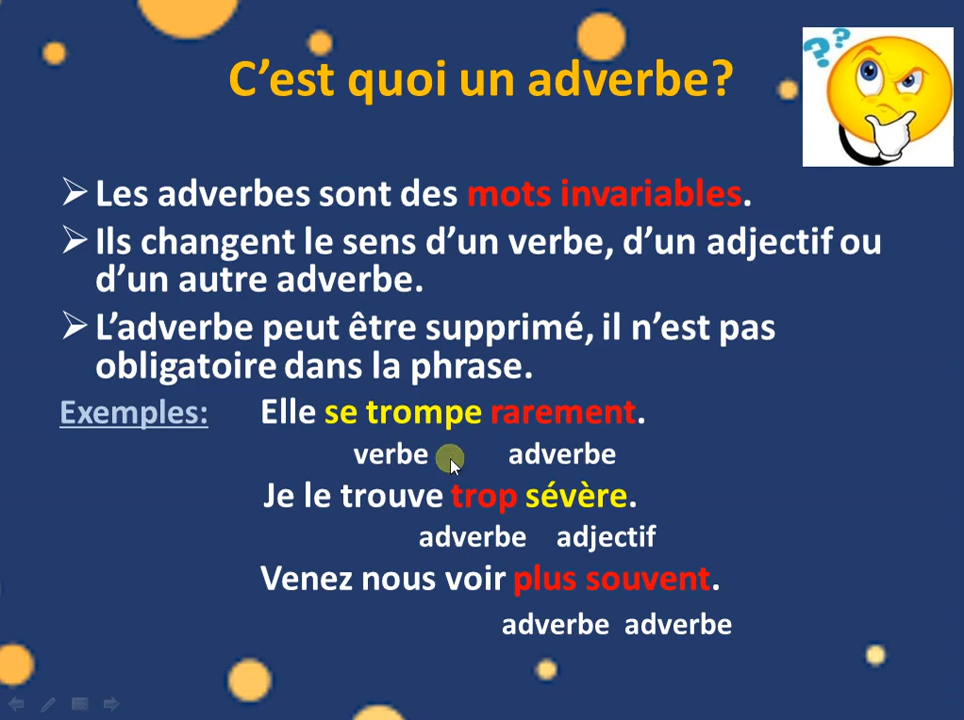 C’est quoi un adverbe?
? ? ?
➢ Les adverbes sont des mots invariables.
➢ Ils changent le sens d’un verbe, d’un adjectif ou
d’un autre adverbe.
➢ L’adverbe peut être supprimé, il n’est pas
obligatoire dans la phrase.
Exemples: Elle se trompe rarement.
verbe adverbe
Je le trouve trop sévère.
adverbe adjectif
Venez nous voir plus souvent.
adverbe adverbe